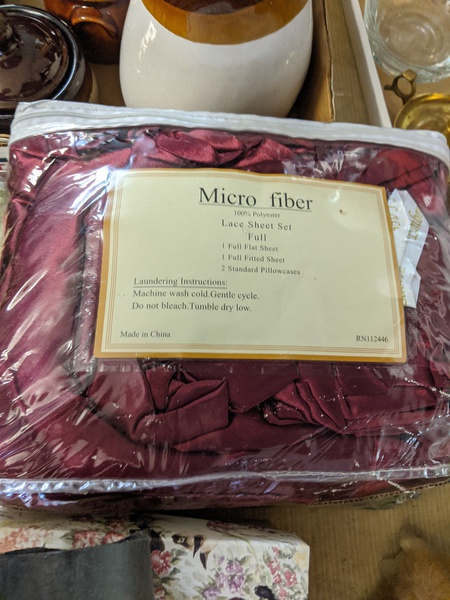 Micro fiber
100% Polyester
Lace Sheet Set
Full
1 Full Flat Sheet
1 Full Fitted Sheet
2 Standard Pillowcases
Laundering Instructions:
Machine wash cold.Gentle cycle.
Do not bleach.Tumble dry low.
Made in China
RN112446